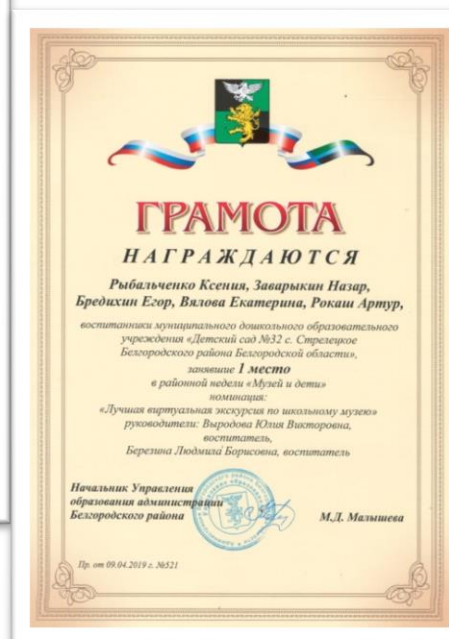 ГРАМОТА
НАГРАЖДАЮТСЯ
Рыбальченко Ксения, Заварыкин Назар,
Бредихин Егор, Вялова Екатерина, Рокаш Артур,
воспитанники муниципального дошкольного образовательного
учреждения «Детский сад №32 с. Стрелецкое
Белгородского района Белгородской области»,
занявшие 1 место
в районной недели «Музей и дети»
номинация:
«Лучшая виртуальная экскурсия по школьному музею»
руководители: Выродова Юлия Викторовна,
воспитатель,
Березина Людмила Борисовна, воспитатель
Начальник Управления
образования администрации
Белгородского района
М.Д. Малышева
Пр. от 09.04.2019 г. №521